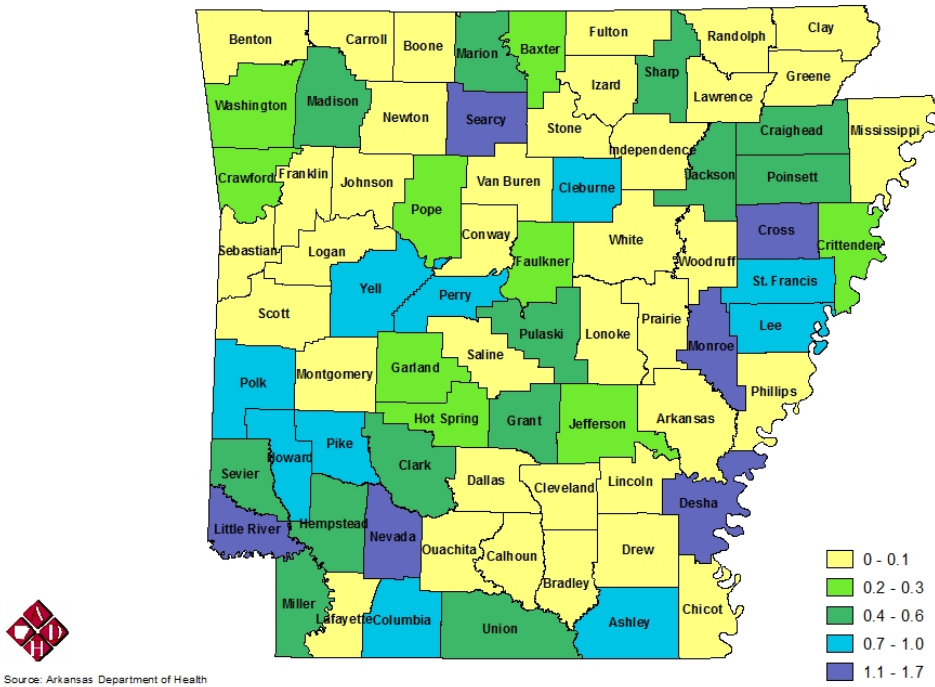 Benton
Carroll
Boone
Marion
Baxter
Fulton
Randolph
Clay
Washington
Madison
Newton
Searcy
Stone
Izard
Sharp
Lawrence
Greene
Crawford
Franklin
Johnson
Pope
Van Buren
Cleburne
Independence
Jackson
Craighead
Mississippi
Poinsett
Sebastian
Logan
Conway
Faulkner
White
Woodruff
Cross
Crittenden
Scott
Yell
Perry
Pulaski
Lonoke
Prairie
Monroe
St. Francis
Lee
Phillips
Polk
Montgomery
Garland
Saline
Hot Spring
Grant
Jefferson
Arkansas
Sevier
Howard
Pike
Clark
Dallas
Cleveland
Lincoln
Desha
Little River
Hempstead
Nevada
Ouachita
Calhoun
Bradley
Drew
Miller
Lafayette
Columbia
Union
Ashley
Chicot
0 - 0.1
0.2 - 0.3
0.4 - 0.6
0.7 - 1.0
1.1 - 1.7
A
D
H
Source: Arkansas Department of Health